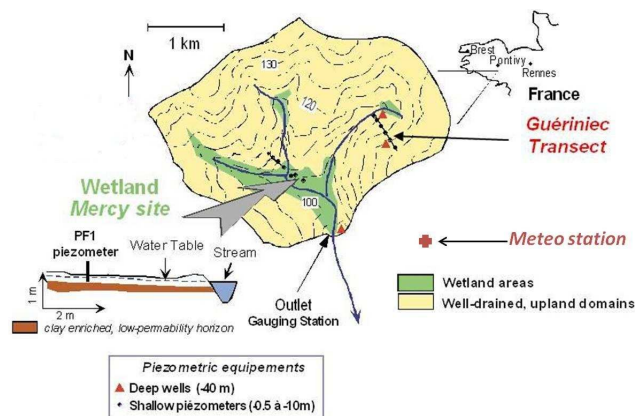 1 km
N
130
120
100
Brest
Pontivy
Rennes
France
Guériniec
Transect
Wetland
Mercy site
PF1
piezometer
Water Table
Stream
1 m
2 m
clay enriched, low-permability horizon
Outlet
Gauging Station
Meteo station
Wetland areas
Well-drained, upland domains
Piezometric equipements
Deep wells (-40 m)
Shallow piézometers (-0.5 à -10m)